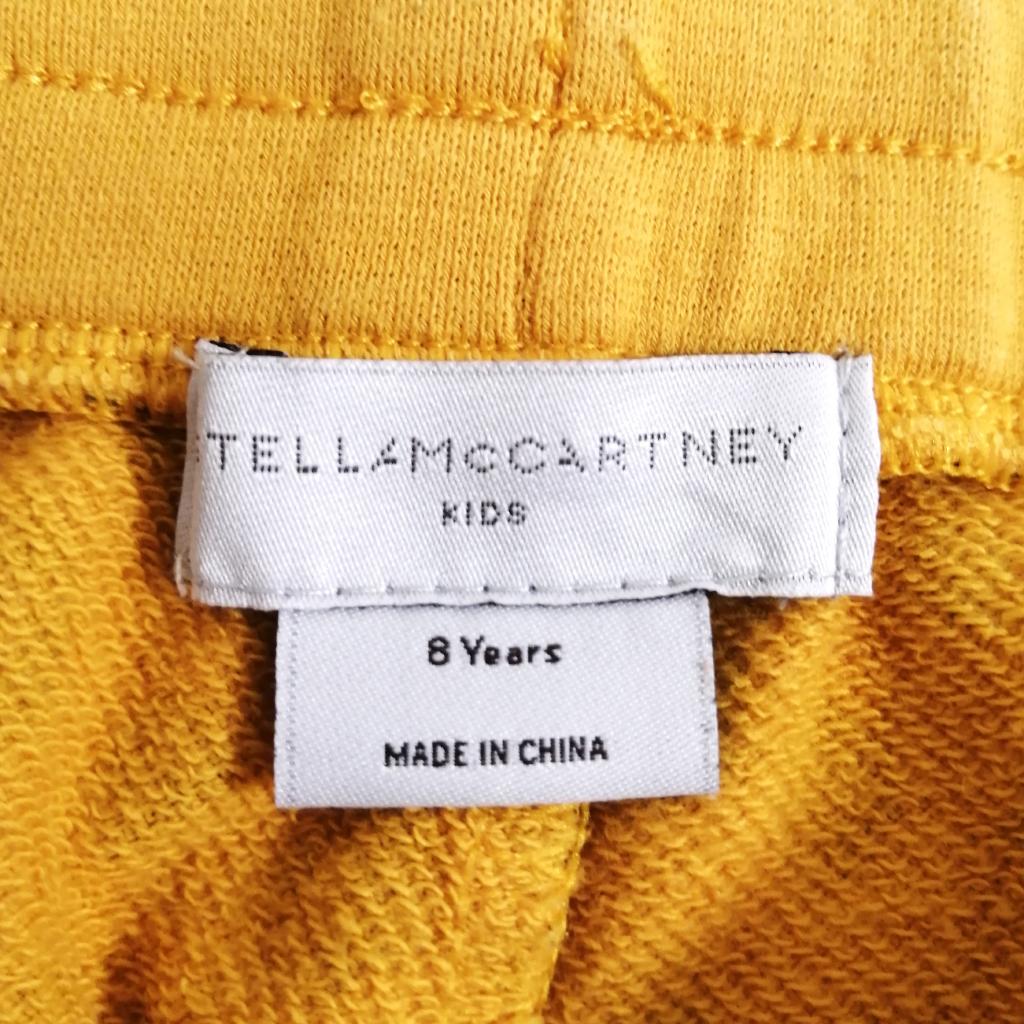 TELLAMcCARTNEY
KIDS
8 Years
MADE IN CHINA